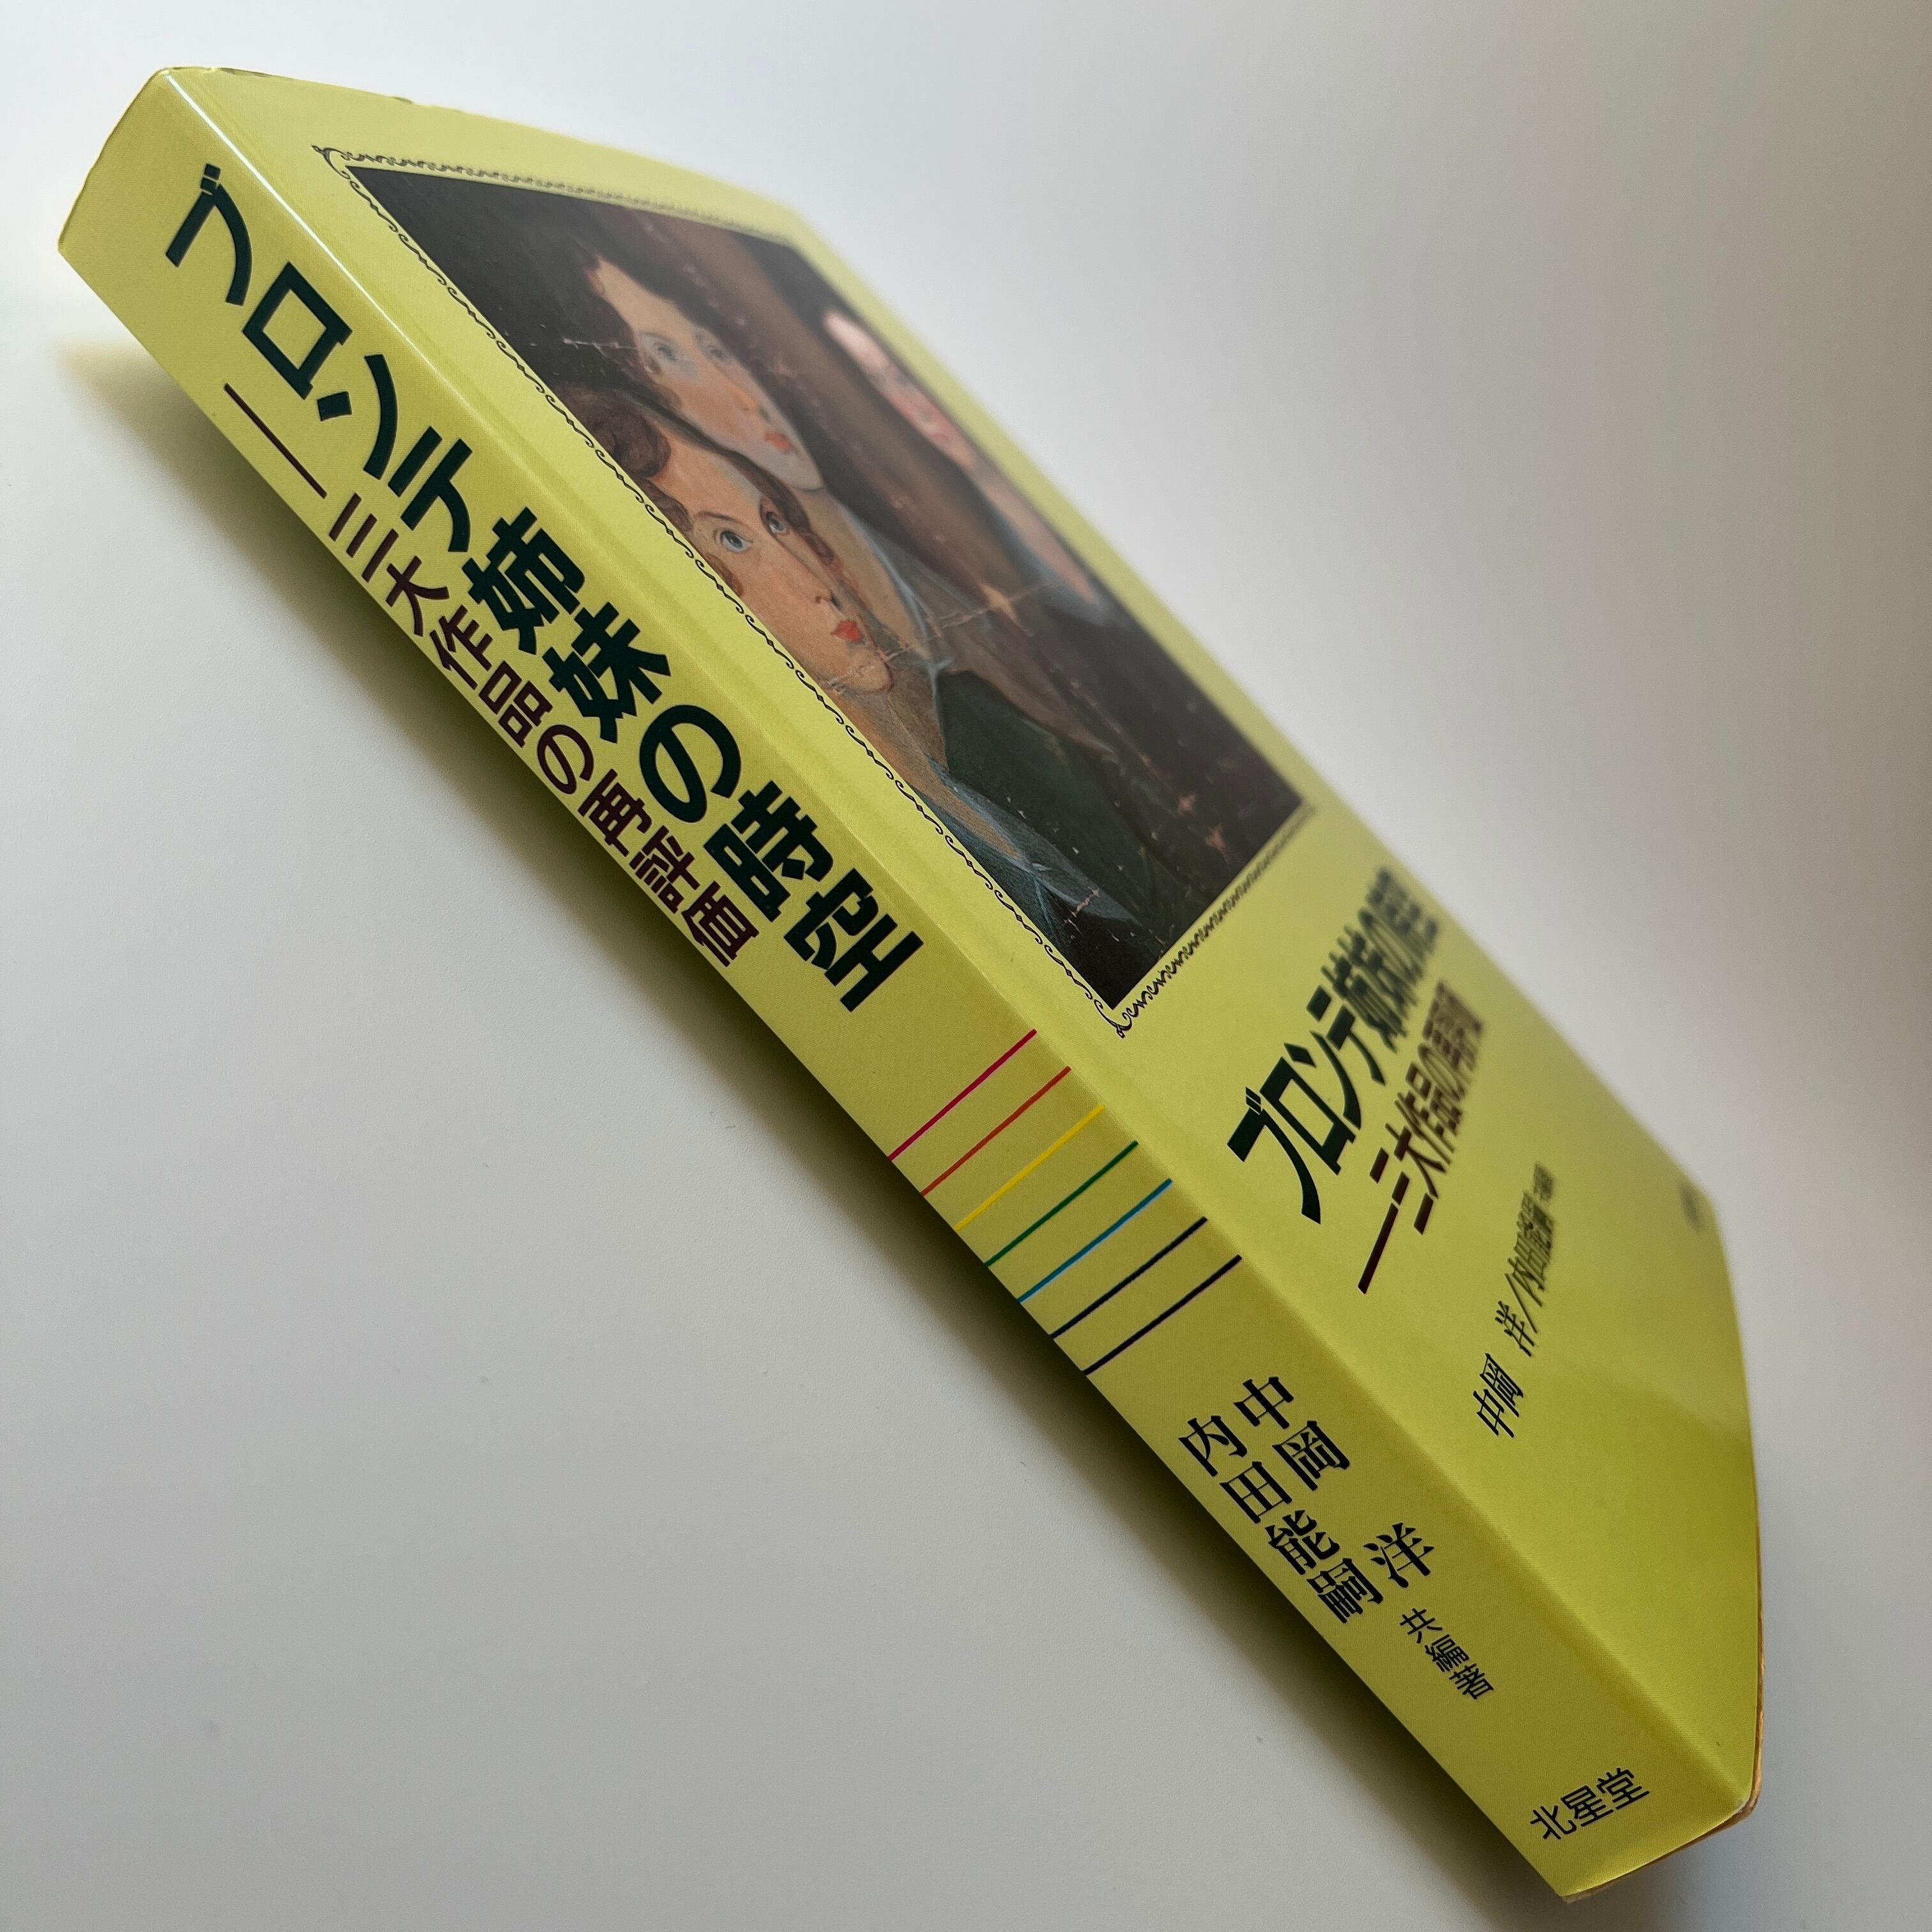 ブロンテ姉妹の時空
――三大作品の再評価
中岡 洋
内田能嗣
共編著
北星堂
ブロンテ姉妹の時空
――三大作品の再評価
中岡 洋／内田能嗣